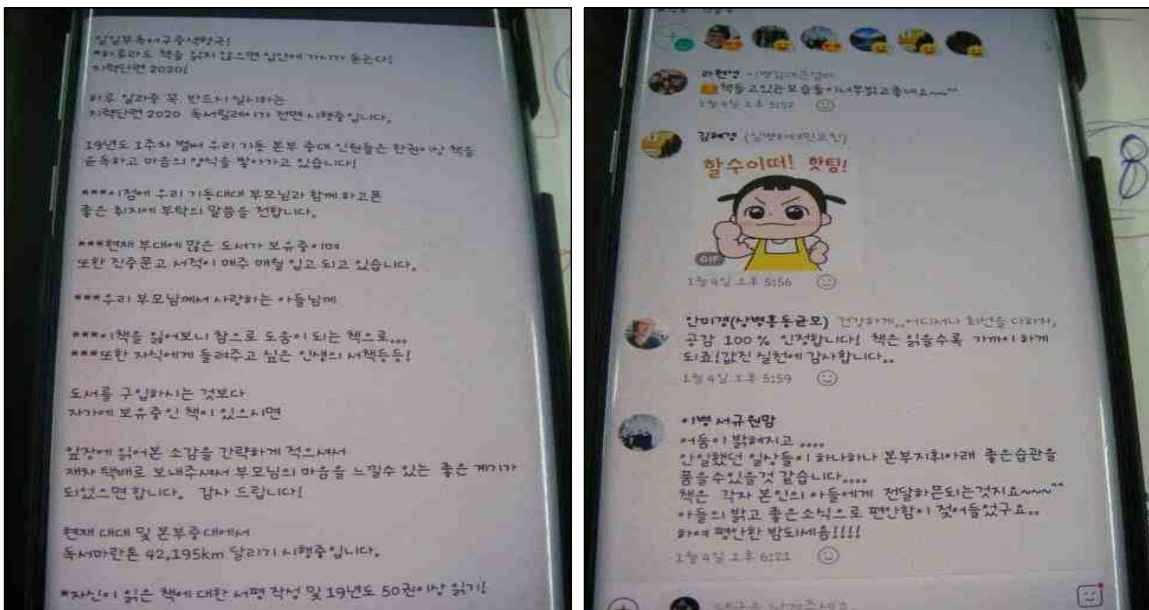 일일부독서구중생형극!
*하루라도 책을 읽지 않으면 입안에 가시가 돋는다!
지력단련 2020!
하루 일과중 꼭 반드시 실시하는
지력단련 2020 독서릴레이가 전면 시행중입니다.
19년도 1주차 벌써 우리 기동 본부 중대 인원들은 한권이상 책을
윤독하고 마음의 양식을 쌓아가고 있습니다!
***이점에 우리 기동대대 부모님과 함께 하고픈
좋은 취지에 부탁의 말씀을 전합니다.
***현재 부대에 많은 도서가 보유중이며
또한 진중문고 서적이 매주 매월 입고 되고 있습니다.
***우리 부모님께서 사랑하는 아들님께
***이책을 읽어보니 참으로 도움이 되는 책으로...
***또한 자식에게 들려주고 싶은 인생의 서책등등!
도서를 구입하시는 것보다
자가에 보유중인 책이 있으시면
앞장에 읽어본 소감을 간략하게 적으셔서
재차 택배로 보내주셔서 부모님의 마음을 느낄수 있는 좋은 계기가
되었으면 합니다. 감사 드립니다!
현재 대대 및 본부중대에서
독서마란톤 42,195km 달리기 시행중입니다.
*자신이 읽은 책에 대한 서평 작성 및 19년도 50권이상 읽기!
라현영
책들고있는모습들이너무밝고좋네요~~^^
1월 4일 오후 5:52
김혜경
할수이떠! 핫팅!
GIF
1월 4일 오후 5:56
안미경(상병홍동균모) 건강하게,,어디서나 최선을 다하자,
공감 100% 인정합니다! 책은 읽을수록 가까이 하게
되죠!값진 실천에 감사합니다..
1월 4일 오후 5:59
이병 서규원맘
어둠이 밝혀지고 ....
안일했던 일상들이 하나하나 본부지휘아래 좋은습관을
품을수있을것 같습니다....
책은 각자 본인의 아들에게 전달하믄되는것지요~~~^^
아들의 밝고 좋은소식으로 편안함이 젖어들었구요..
하여 평안한 밤되세욤!!!!
1월 4일 오후 6:21
8